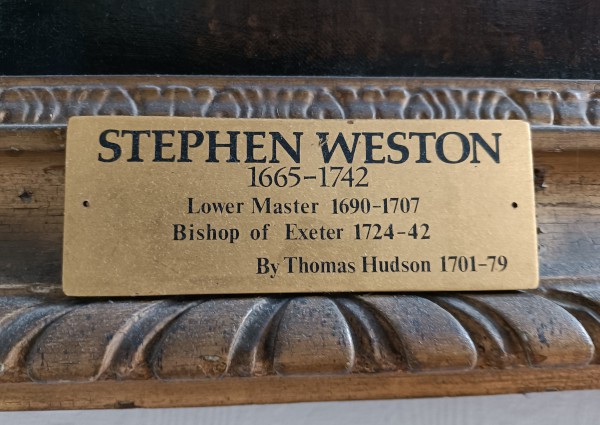 STEPHEN WESTON
1665-1742
Lower Master 1690-1707
Bishop of Exeter 1724-42
By Thomas Hudson 1701-79